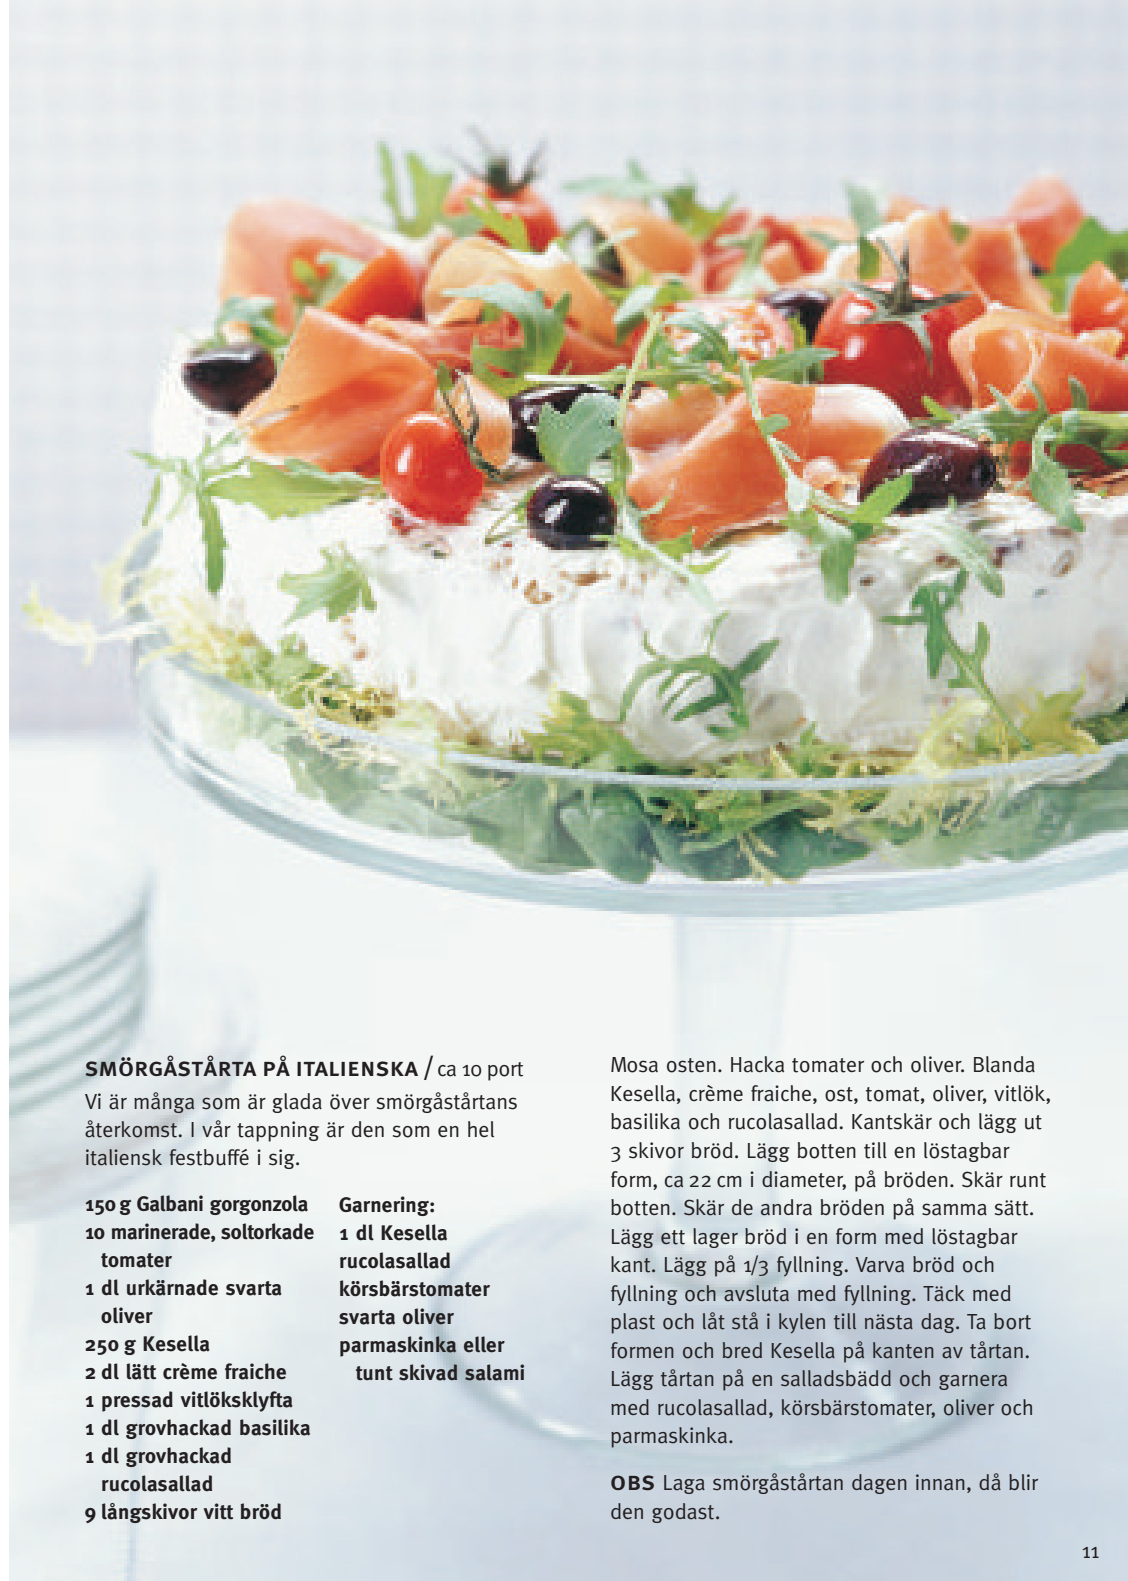 SMÖRGÅSTÅRTA PÅ ITALIENSKA / ca 10 port
Vi är många som är glada över smörgåstårtans
återkomst. I vår tappning är den som en hel
italiensk festbuffé i sig.
150 g Galbani gorgonzola
10 marinerade, soltorkade
tomater
1 dl urkärnade svarta
oliver
250 g Kesella
2 dl lätt crème fraiche
1 pressad vitlöksklyfta
1 dl grovhackad basilika
1 dl grovhackad
rucolasallad
9 långskivor vitt bröd
Garnering:
1 dl Kesella
rucolasallad
körsbärstomater
svarta oliver
parmaskinka eller
tunt skivad salami
Mosa osten. Hacka tomater och oliver. Blanda
Kesella, crème fraiche, ost, tomat, oliver, vitlök,
basilika och rucolasallad. Kantskär och lägg ut
3 skivor bröd. Lägg botten till en löstagbar
form, ca 22 cm i diameter, på bröden. Skär runt
botten. Skär de andra bröden på samma sätt.
Lägg ett lager bröd i en form med löstagbar
kant. Lägg på 1/3 fyllning. Varva bröd och
fyllning och avsluta med fyllning. Täck med
plast och låt stå i kylen till nästa dag. Ta bort
formen och bred Kesella på kanten av tårtan.
Lägg tårtan på en salladsbädd och garnera
med rucolasallad, körsbärstomater, oliver och
parmaskinka.
OBS Laga smörgåstårtan dagen innan, då blir
den godast.
11